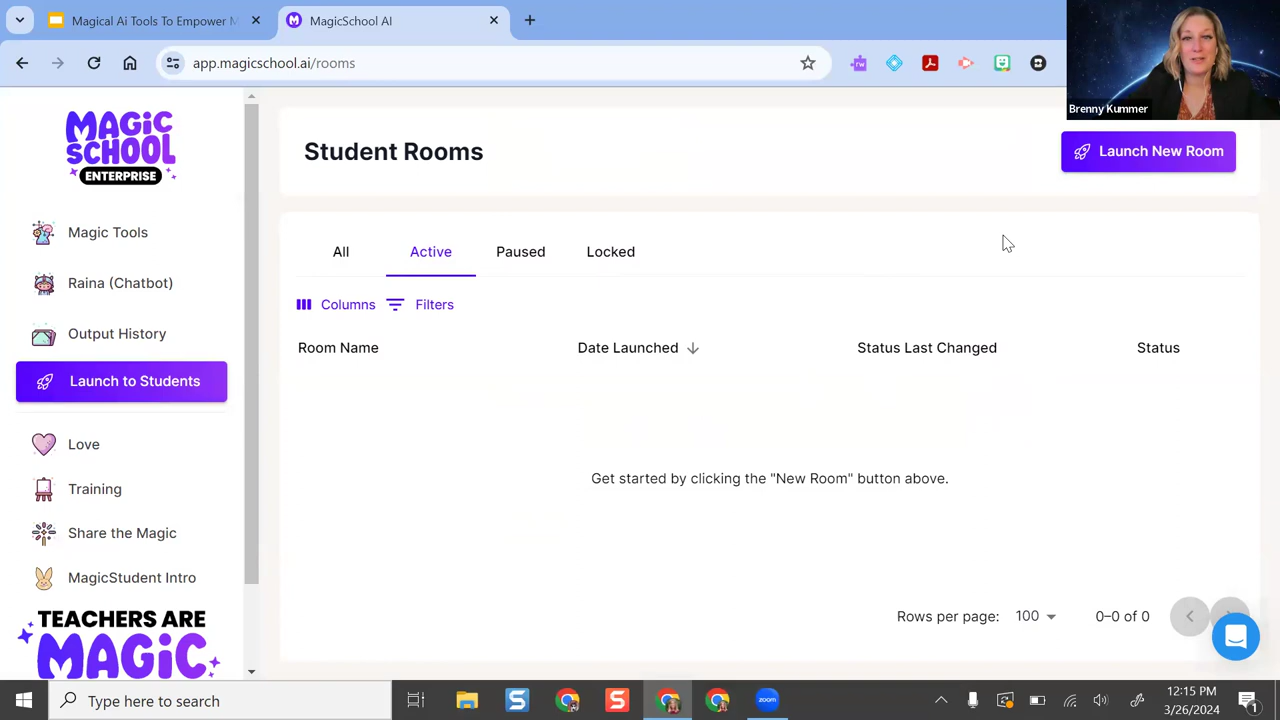 Magical Ai Tools To Empower M
MagicSchool AI
app.magicschool.ai/rooms
rw
Brenny Kummer
MAGIC
SCHOOL
ENTERPRISE
Student Rooms
Launch New Room
Magic Tools
Raina (Chatbot)
Output History
Launch to Students
Love
Training
Share the Magic
MagicStudent Intro
TEACHERS ARE
MAGIC
All
Active
Paused
Locked
Columns
Filters
Room Name
Date Launched
Status Last Changed
Status
Get started by clicking the "New Room" button above.
Rows per page:
100
0–0 of 0
Type here to search
S
S
zoom
12:15 PM
3/26/2024
1